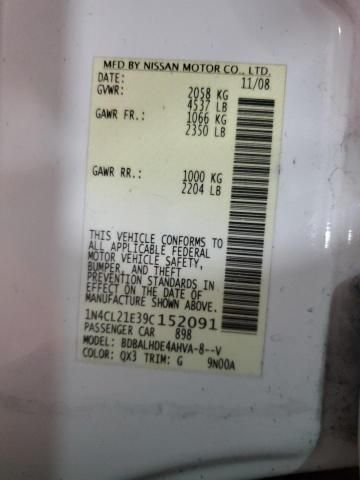 MFD BY NISSAN MOTOR CO., LTD.
DATE: 11/08
GVWR: 2058 KG
4537 LB
GAWR FR.: 1066 KG
2350 LB
GAWR RR.: 1000 KG
2204 LB
THIS VEHICLE CONFORMS TO
ALL APPLICABLE FEDERAL
MOTOR VEHICLE SAFETY,
BUMPER, AND THEFT
PREVENTION STANDARDS IN
EFFECT ON THE DATE OF
MANUFACTURE SHOWN ABOVE.
1N4CL21E39C152091
PASSENGER CAR 898
MODEL: BDBALHDE4AHVA-8--V
COLOR: QX3 TRIM: G 9N00A